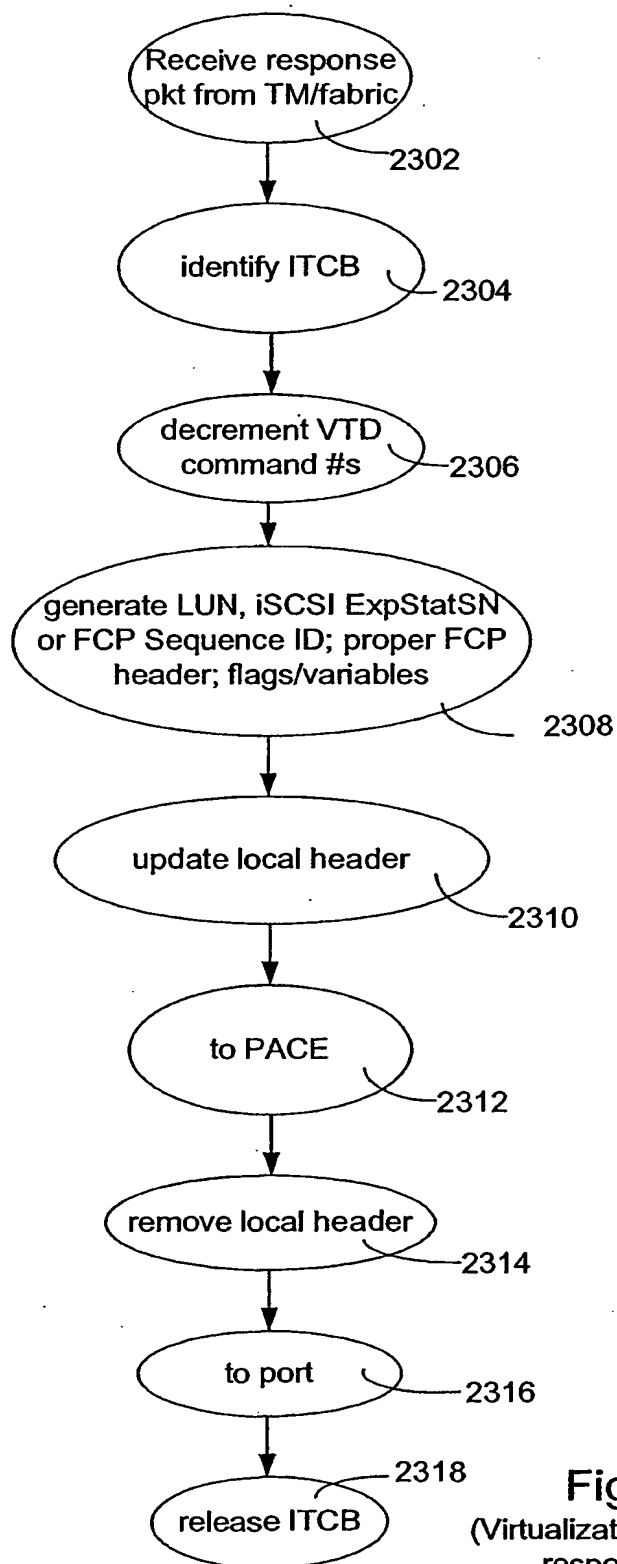 Receive response
pkt from TM/fabric
2302
identify ITCB
2304
decrement VTD
command #s
2306
generate LUN, iSCSI ExpStatSN
or FCP Sequence ID; proper FCP
header; flags/variables
2308
update local header
2310
to PACE
2312
remove local header
2314
to port
2316
2318
release ITCB